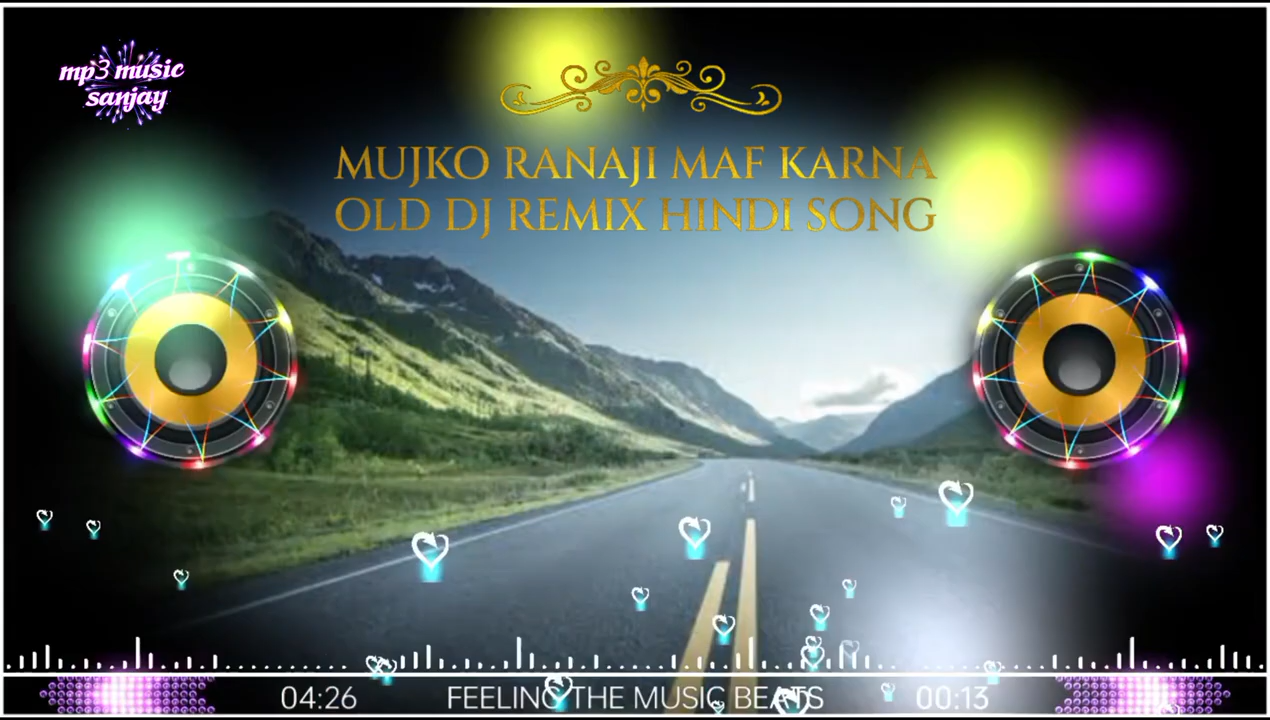 mp3 music
sanjay
MUJKO RANAJI MAF KARNA
OLD DJ REMIX HINDI SONG
04:26
FEELING THE MUSIC BEATS
00:13